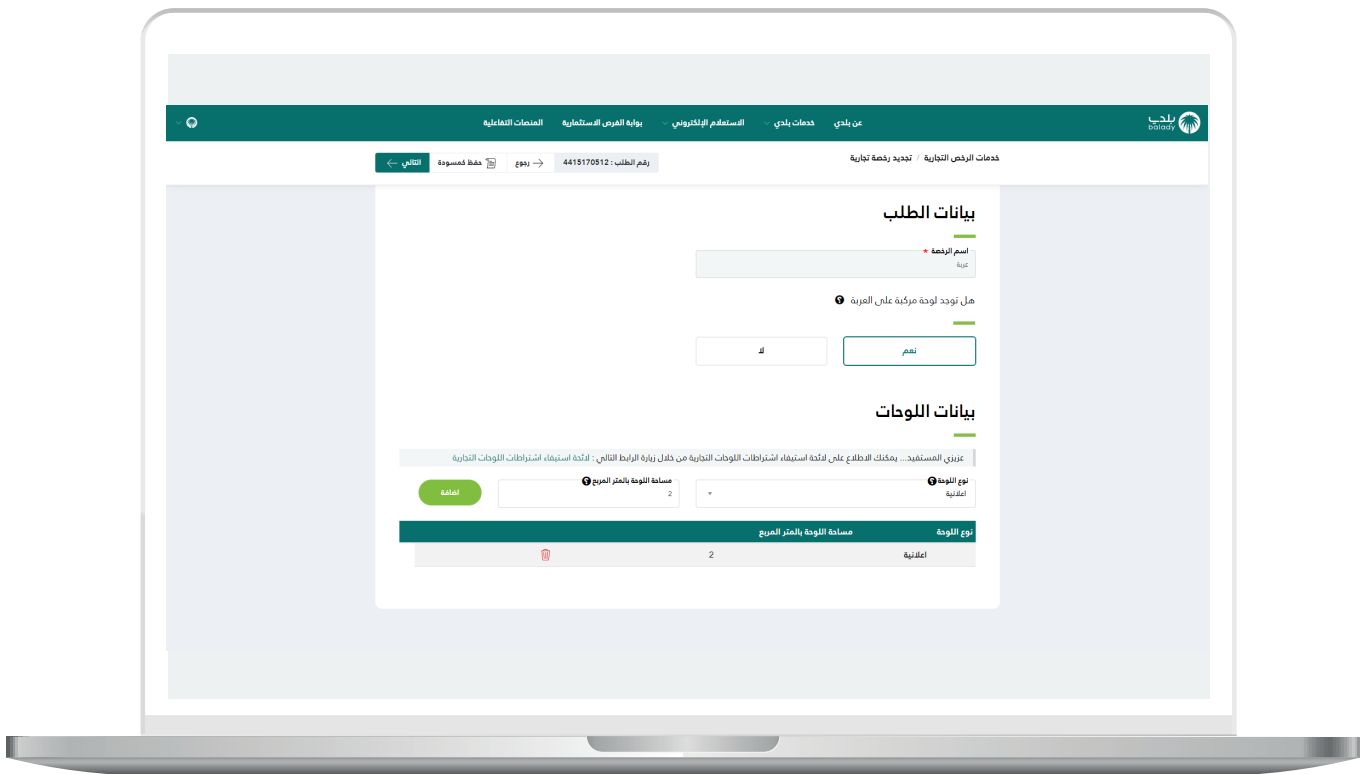 بلدي
balady
عن بلدي
خدمات بلدي
الاستعلام الإلكتروني
بوابة الفرص الاستثمارية
المنصات التفاعلية
خدمات الرخص التجارية / تجديد رخصة تجارية
رقم الطلب : 4415170512
رجوع
حفظ كمسودة
التالي
بيانات الطلب
اسم الرخصة *
عربة
هل توجد لوحة مركبة على العربة
نعم
لا
بيانات اللوحات
عزيزي المستفيد... يمكنك الاطلاع على لائحة استيفاء اشتراطات اللوحات التجارية من خلال زيارة الرابط التالي : لائحة استيفاء اشتراطات اللوحات التجارية
نوع اللوحة
اعلانية
مساحة اللوحة بالمتر المربع
2
اضافة
نوع اللوحة مساحة اللوحة بالمتر المربع
اعلانية 2